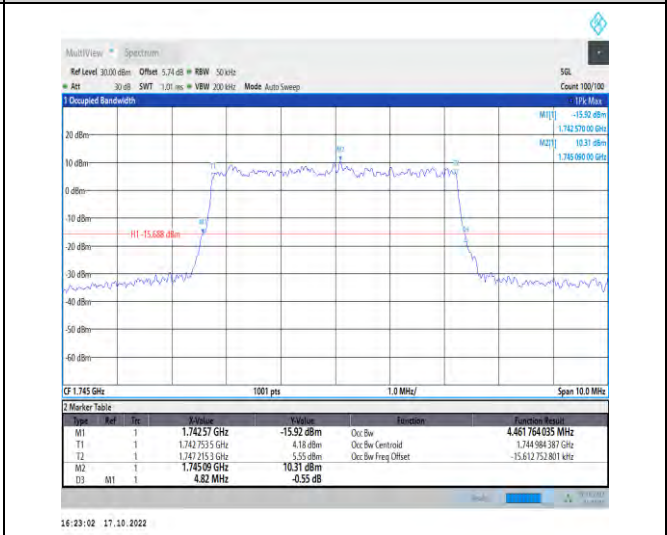 MultiView Spectrum
Ref Level 30.00 dBm Offset 5.74 dB RBW 50 kHz SGL
Att 30 dB SWT 1.01 ms VBW 200 kHz Mode Auto Sweep Count 100/100
1 Occupied Bandwidth 1Pk Max
M1[1] -15.92 dBm
1.742 570 00 GHz
M2[1] 10.31 dBm
1.745 090 00 GHz
20 dBm
10 dBm
0 dBm
-10 dBm
H1 -15.688 dBm
-20 dBm
-30 dBm
-40 dBm
-50 dBm
-60 dBm
CF 1.745 GHz 1001 pts 1.0 MHz/ Span 10.0 MHz
2 Marker Table
Type Ref Trc X-Value Y-Value Function Function Result
M1 1 1.74257 GHz -15.92 dBm Occ Bw 4.461 764 035 MHz
T1 1 1.742 753 5 GHz 4.18 dBm Occ Bw Centroid 1.744 984 387 GHz
T2 1 1.747 215 3 GHz 5.55 dBm Occ Bw Freq Offset -15.612 752 801 kHz
M2 1 1.745 09 GHz 10.31 dBm
D3 M1 1 4.82 MHz -0.55 dB
16:23:02 17.10.2022